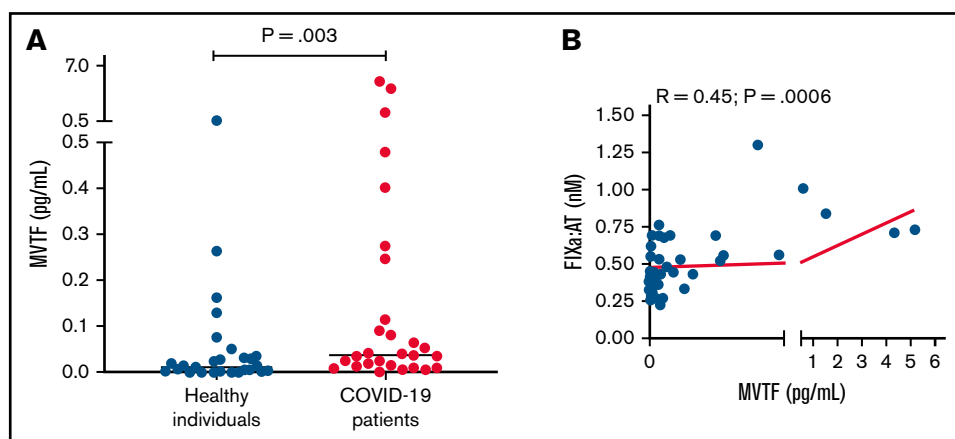 A
P = .003
MVTF (pg/mL)
7.0
0.5
0.5
0.4
0.3
0.2
0.1
0.0
Healthy
individuals
COVID-19
patients
B
R = 0.45; P = .0006
FIXa:AT (nM)
1.50
1.25
1.00
0.75
0.50
0.25
0.00
0 1 2 3 4 5 6
MVTF (pg/mL)